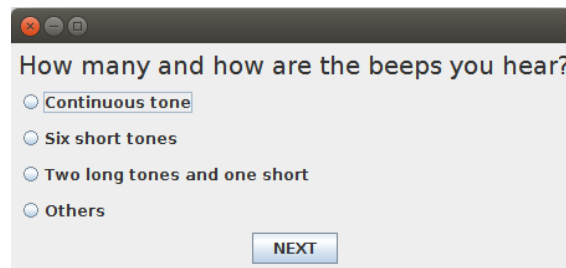 How many and how are the beeps you hear?
Continuous tone
Six short tones
Two long tones and one short
Others
NEXT